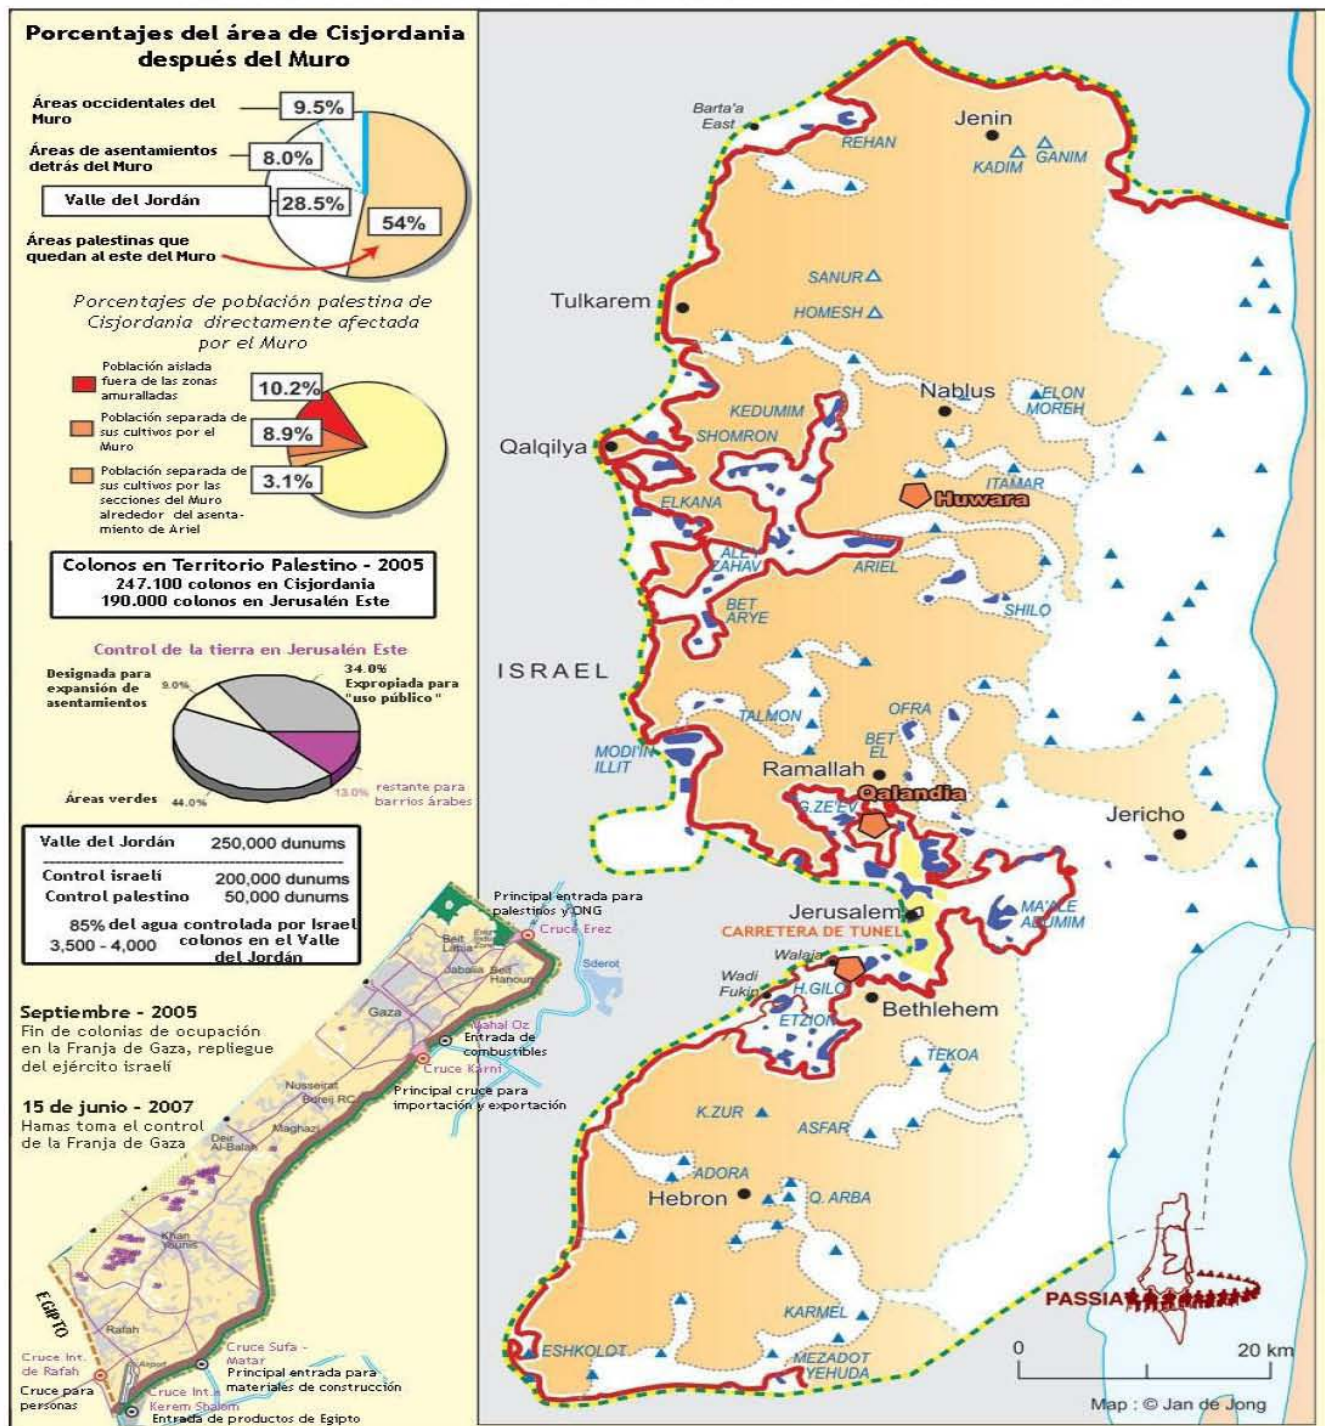 Porcentajes del área de Cisjordania
después del Muro
Áreas occidentales del
Muro
9.5%
Áreas de asentamientos
detrás del Muro
8.0%
Valle del Jordán
28.5%
54%
Áreas palestinas que
quedan al este del Muro
Porcentajes de población palestina de
Cisjordania directamente afectada
por el Muro
Población aislada
fuera de las zonas
amuralladas
10.2%
Población separada de
sus cultivos por el
Muro
8.9%
Población separada de
sus cultivos por las
secciones del Muro
alrededor del asenta-
miento de Ariel
3.1%
Colonos en Territorio Palestino - 2005
247.100 colonos en Cisjordania
190.000 colonos en Jerusalén Este
Control de la tierra en Jerusalén Este
Designada para
expansión de
asentamientos
9.0%
34.0%
Expropiada para
"uso público "
Áreas verdes
44.0%
13.0%
restante para
barrios árabes
Valle del Jordán 250,000 dunums
Control israelí 200,000 dunums
Control palestino 50,000 dunums
85% del agua controlada por Israel
3,500 - 4,000 colonos en el Valle
del Jordán
Septiembre - 2005
Fin de colonias de ocupación
en la Franja de Gaza, repliegue
del ejército israelí
15 de junio - 2007
Hamas toma el control
de la Franja de Gaza
Principal entrada para
palestinos y ONG
Cruce Erez
Beit
Lahia
Jabalia
Beit
Hanoun
Sderot
Gaza
Nahal Oz
Entrada de
combustibles
Cruce Karni
Principal cruce para
importación y exportación
Nusseirat
Bureij RC
Maghazi
Deir
Al-Balah
Khan
Younis
EGIPTO
Rafah
Airport
Cruce Int.
de Rafah
Cruce para
personas
Cruce Sufa -
Matar
Principal entrada para
materiales de construcción
Cruce Int.
Kerem Shalom
Entrada de productos de Egipto
Barta'a
East
REHAN
Jenin
KADIM
GANIM
SANUR
HOMESH
Tulkarem
Nablus
ELON
MOREH
KEDUMIM
SHOMRON
Qalqilya
ITAMAR
Huwara
ELKANA
ALEY
ZAHAV
ARIEL
BET
ARYE
SHILO
ISRAEL
TALMON
OFRA
BET
EL
MODI'IN
ILLIT
Ramallah
Qalandia
G.ZE'EV
Jericho
Jerusalem
CARRETERA DE TUNEL
MA'ALE
ADUMIM
Walaja
Wadi
Fukin
H.GILO
Bethlehem
ETZION
TEKOA
K.ZUR
ASFAR
ADORA
Hebron
Q. ARBA
KARMEL
ESHKOLOT
MEZADOT
YEHUDA
PASSIA
0 20 km
Map : © Jan de Jong